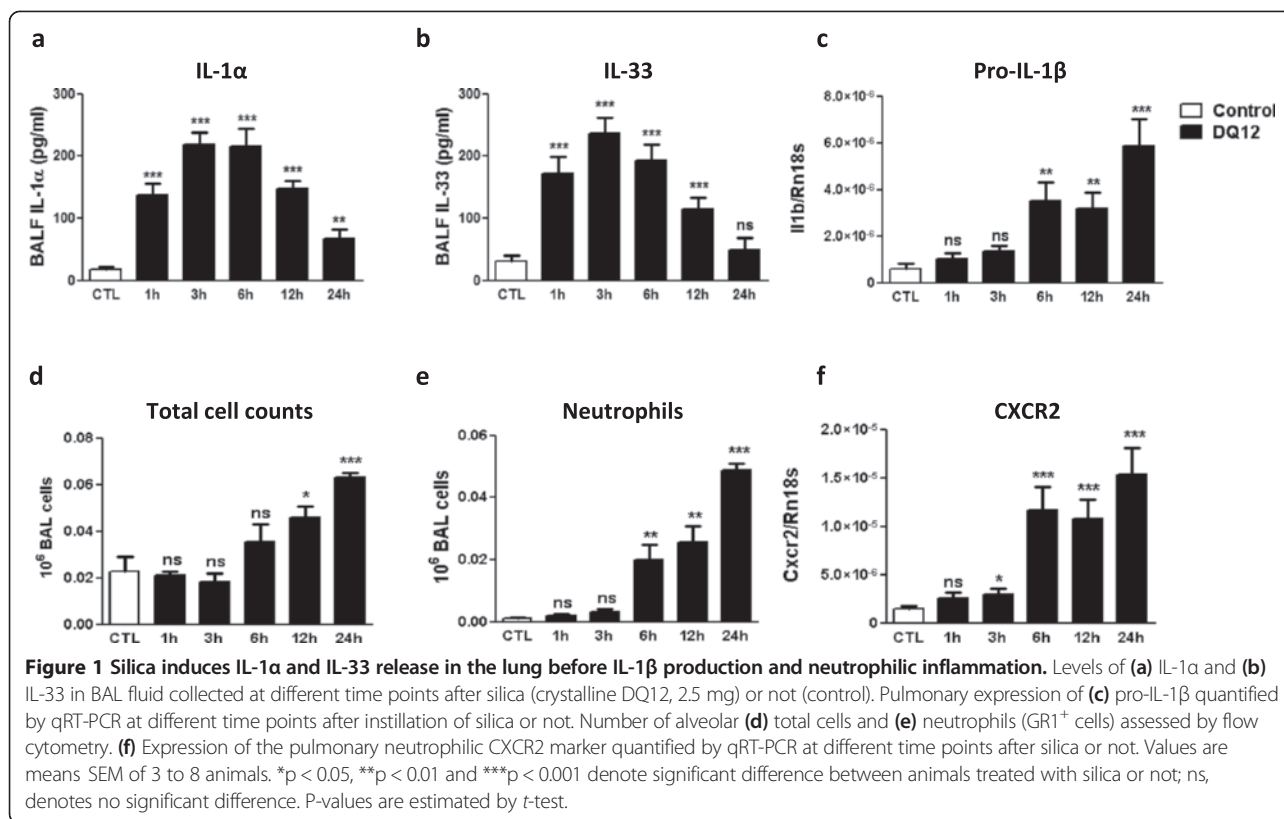 a
IL-1α
300
200
100
0
BALF IL-1α (pg/ml)
***
***
***
***
**
CTL 1h 3h 6h 12h 24h
b
IL-33
300
200
100
0
BALF IL-33 (pg/ml)
***
***
***
***
ns
CTL 1h 3h 6h 12h 24h
c
Pro-IL-1β
8.0×10⁻⁶
6.0×10⁻⁶
4.0×10⁻⁶
2.0×10⁻⁶
0
Il1b/Rn18s
ns
ns
**
**
***
CTL 1h 3h 6h 12h 24h
Control
DQ12
d
Total cell counts
0.08
0.06
0.04
0.02
0.00
10⁶ BAL cells
ns
ns
ns
*
***
CTL 1h 3h 6h 12h 24h
e
Neutrophils
0.06
0.04
0.02
0.00
10⁶ BAL cells
ns
ns
**
**
***
CTL 1h 3h 6h 12h 24h
f
CXCR2
2.0×10⁻⁵
1.5×10⁻⁵
1.0×10⁻⁵
5.0×10⁻⁶
0
Cxcr2/Rn18s
ns
*
***
***
***
CTL 1h 3h 6h 12h 24h
Figure 1 Silica induces IL-1α and IL-33 release in the lung before IL-1β production and neutrophilic inflammation. Levels of (a) IL-1α and (b)
IL-33 in BAL fluid collected at different time points after silica (crystalline DQ12, 2.5 mg) or not (control). Pulmonary expression of (c) pro-IL-1β quantified
by qRT-PCR at different time points after instillation of silica or not. Number of alveolar (d) total cells and (e) neutrophils (GR1⁺ cells) assessed by flow
cytometry. (f) Expression of the pulmonary neutrophilic CXCR2 marker quantified by qRT-PCR at different time points after silica or not. Values are
means SEM of 3 to 8 animals. *p < 0.05, **p < 0.01 and ***p < 0.001 denote significant difference between animals treated with silica or not; ns,
denotes no significant difference. P-values are estimated by t-test.